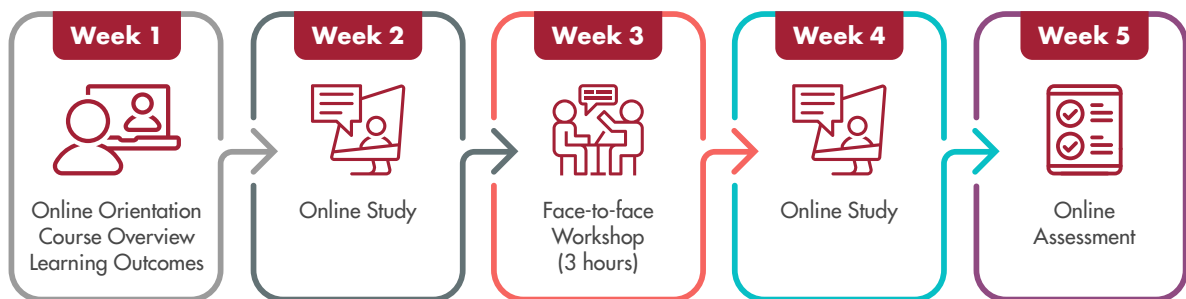 Week 1
Online Orientation
Course Overview
Learning Outcomes
Week 2
Online Study
Week 3
Face-to-face
Workshop
(3 hours)
Week 4
Online Study
Week 5
Online
Assessment